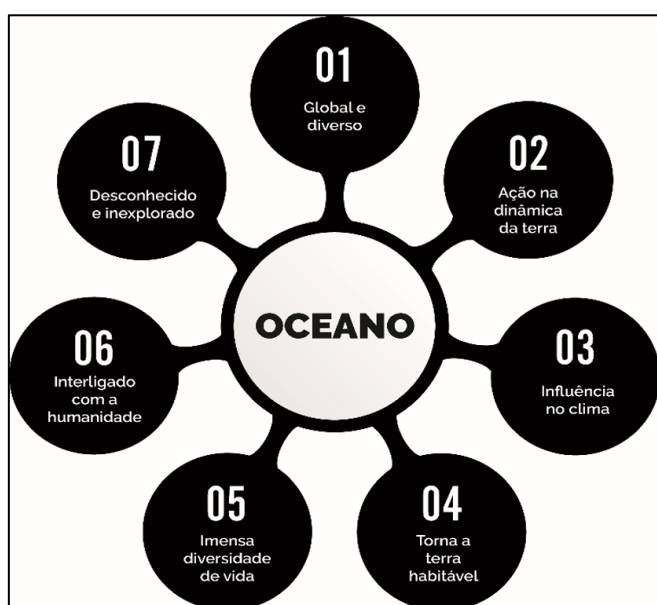 01
Global e
diverso
02
Ação na
dinâmica
da terra
03
Influência
no clima
04
Torna a
terra
habitável
05
Imensa
diversidade
de vida
06
Interligado
com a
humanidade
07
Desconhecido
e inexplorado
OCEANO